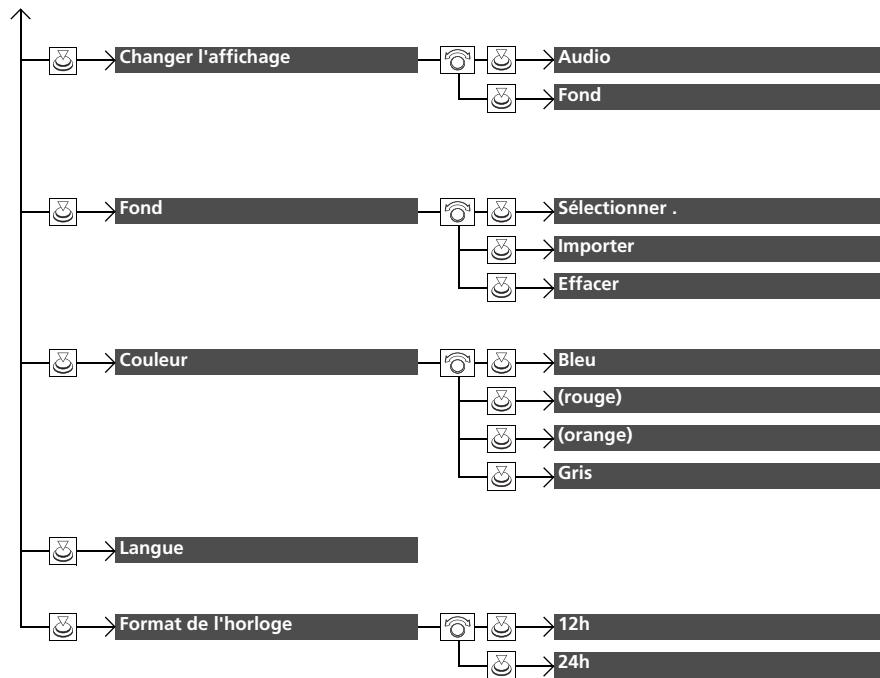 Changer l'affichage
Audio
Fond
Fond
Sélectionner .
Importer
Effacer
Couleur
Bleu
(rouge)
(orange)
Gris
Langue
Format de l'horloge
12h
24h